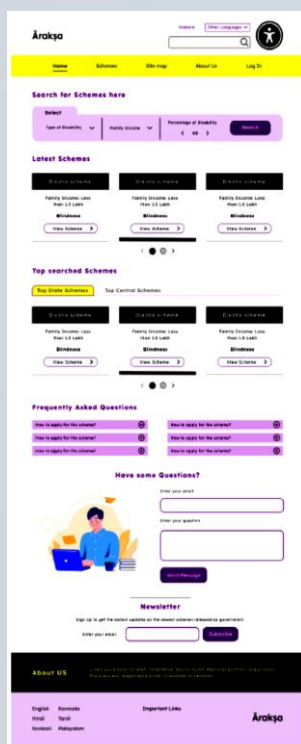 Ārakṣa
Other Languages
Home Schemes Site map About Us Log In
Search for Schemes here
Select
Type of Disability Family Income Percentage of Disability
< 40 >
Search
Latest Schemes
Diksha scheme Diksha scheme Diksha scheme
Family Income: Less than 1.5 Lakh Family Income: Less than 1.5 Lakh Family Income: Less than 1.5 Lakh
Blindness Blindness Blindness
View Scheme > View Scheme > View Scheme >
Top searched Schemes
Top State Schemes Top Central Schemes
Diksha scheme Diksha scheme Diksha scheme
Family Income: Less than 1.5 Lakh Family Income: Less than 1.5 Lakh Family Income: Less than 1.5 Lakh
Blindness Blindness Blindness
View Scheme > View Scheme > View Scheme >
Frequently Asked Questions
How to apply for the scheme? How to apply for the scheme?
How to apply for the scheme? How to apply for the scheme?
How to apply for the scheme? How to apply for the scheme?
Have some Questions?
Enter your email
Enter your question
Send Message
Newsletter
Sign Up to get the latest updates on the newest schemes released by government.
Enter your email
Subscribe
About US
English Kannada Important Links
Hindi Tamil
Konkani Malayalam
Ārakṣa